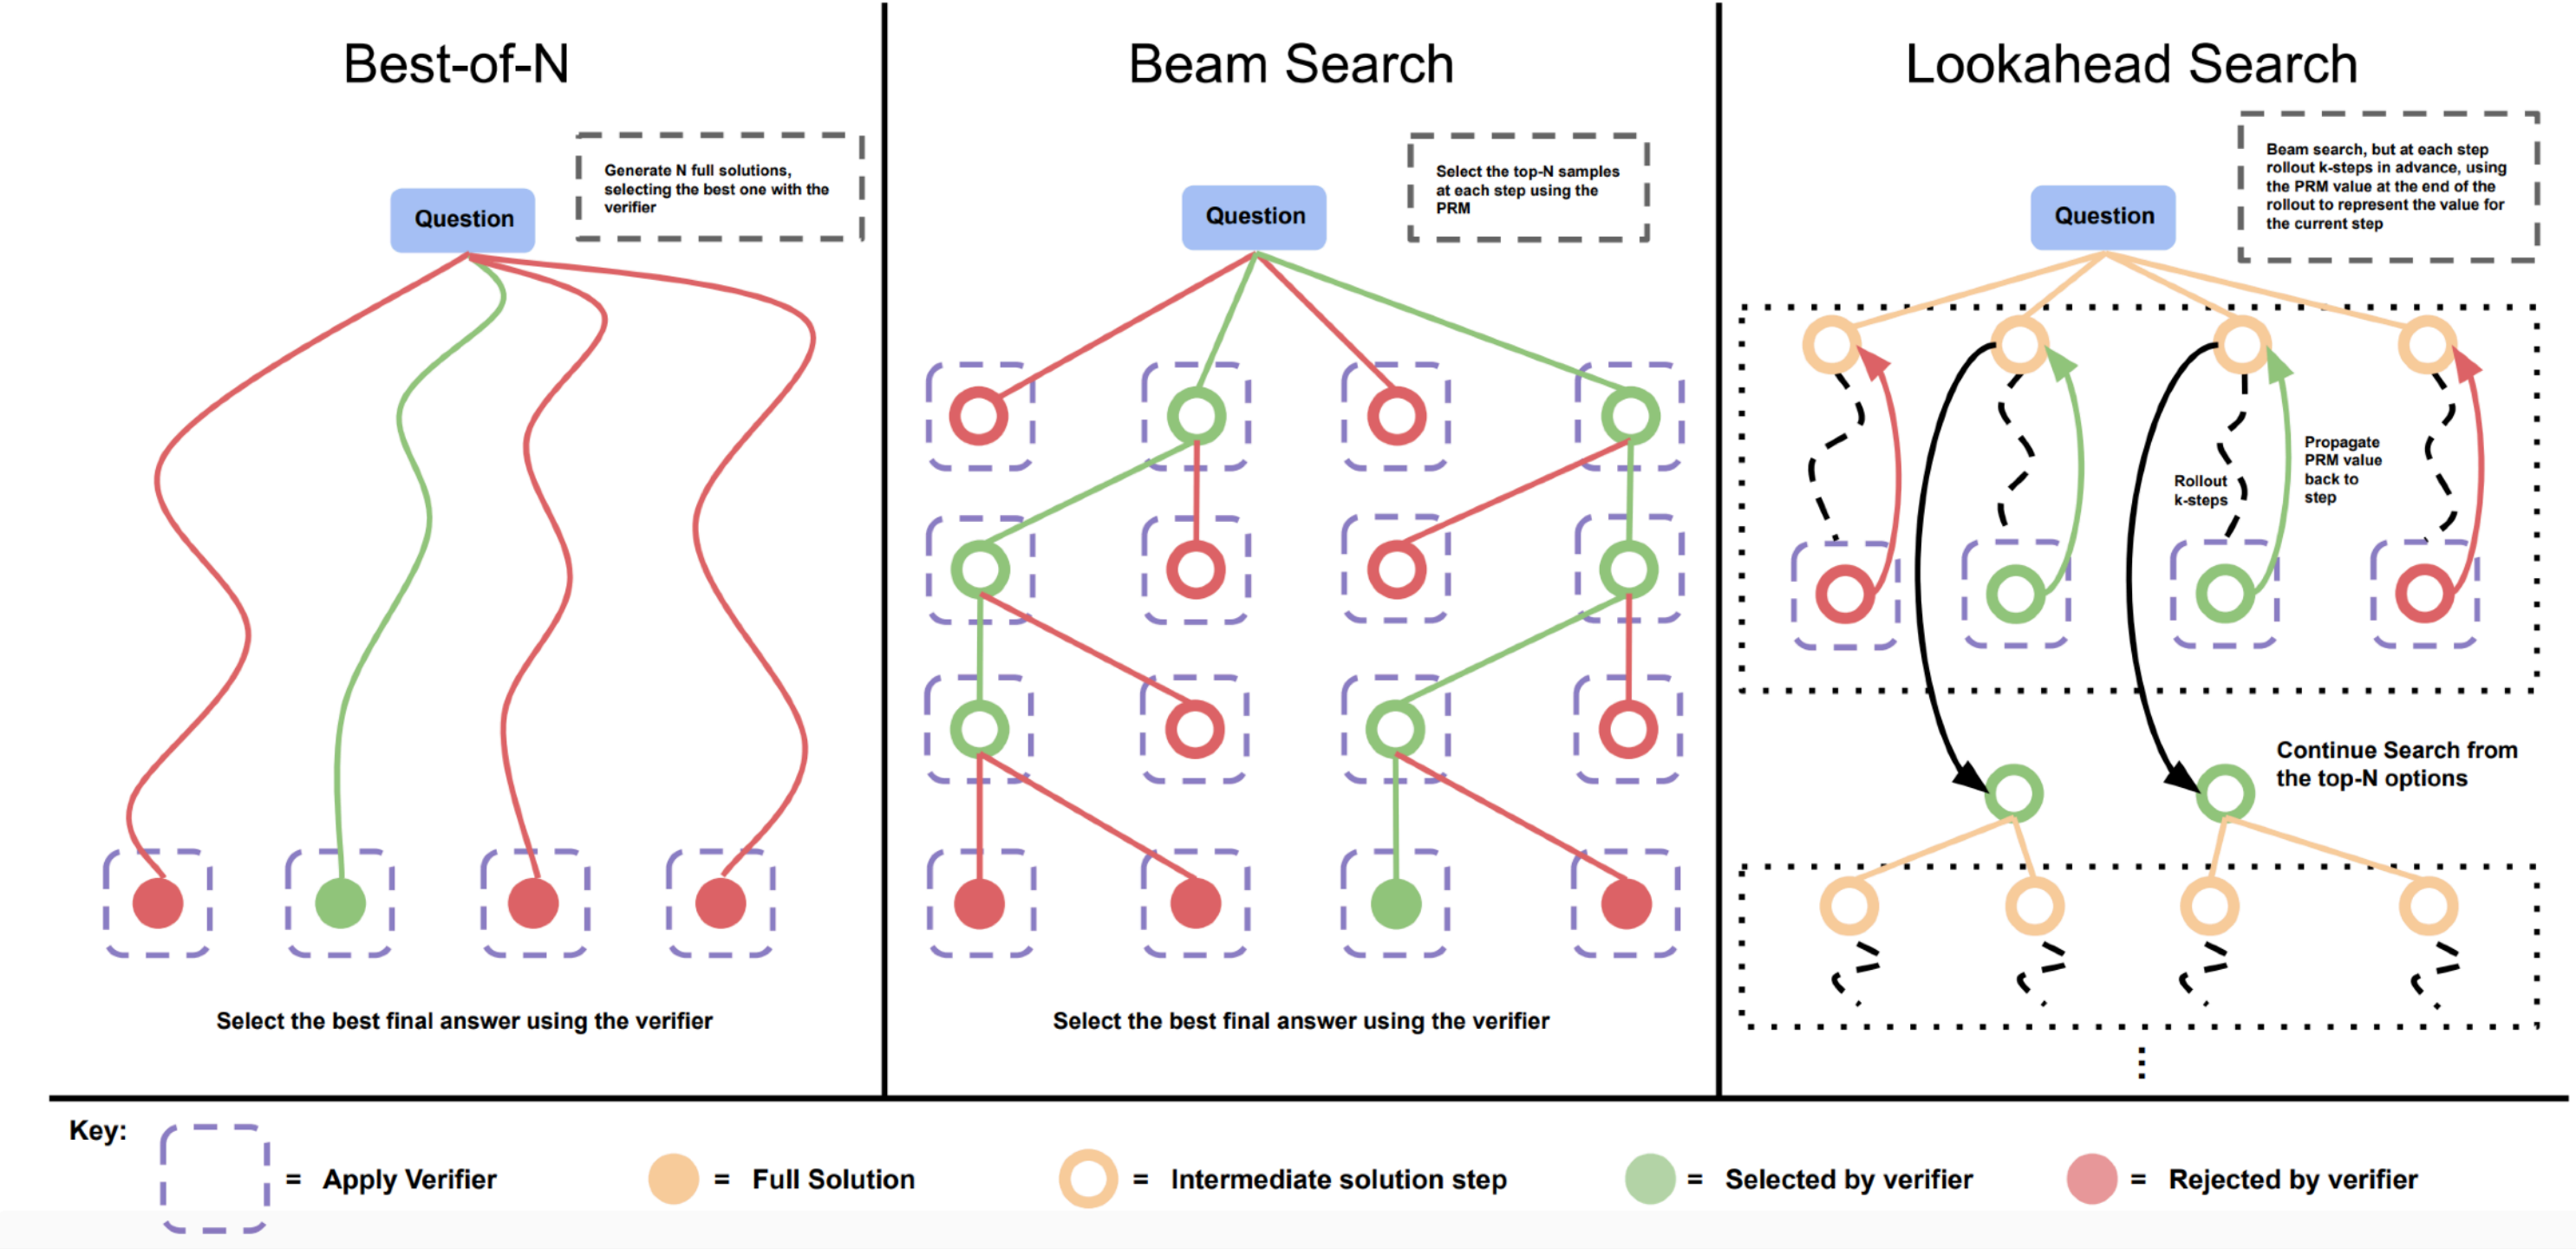 Best-of-N
Generate N full solutions,
selecting the best one with the
verifier
Question
Select the best final answer using the verifier
Beam Search
Select the top-N samples
at each step using the
PRM
Question
Select the best final answer using the verifier
Lookahead Search
Beam search, but at each step
rollout k-steps in advance, using
the PRM value at the end of the
rollout to represent the value for
the current step
Question
Rollout
k-steps
Propagate
PRM value
back to
step
Continue Search from
the top-N options
Key:
= Apply Verifier
= Full Solution
= Intermediate solution step
= Selected by verifier
= Rejected by verifier